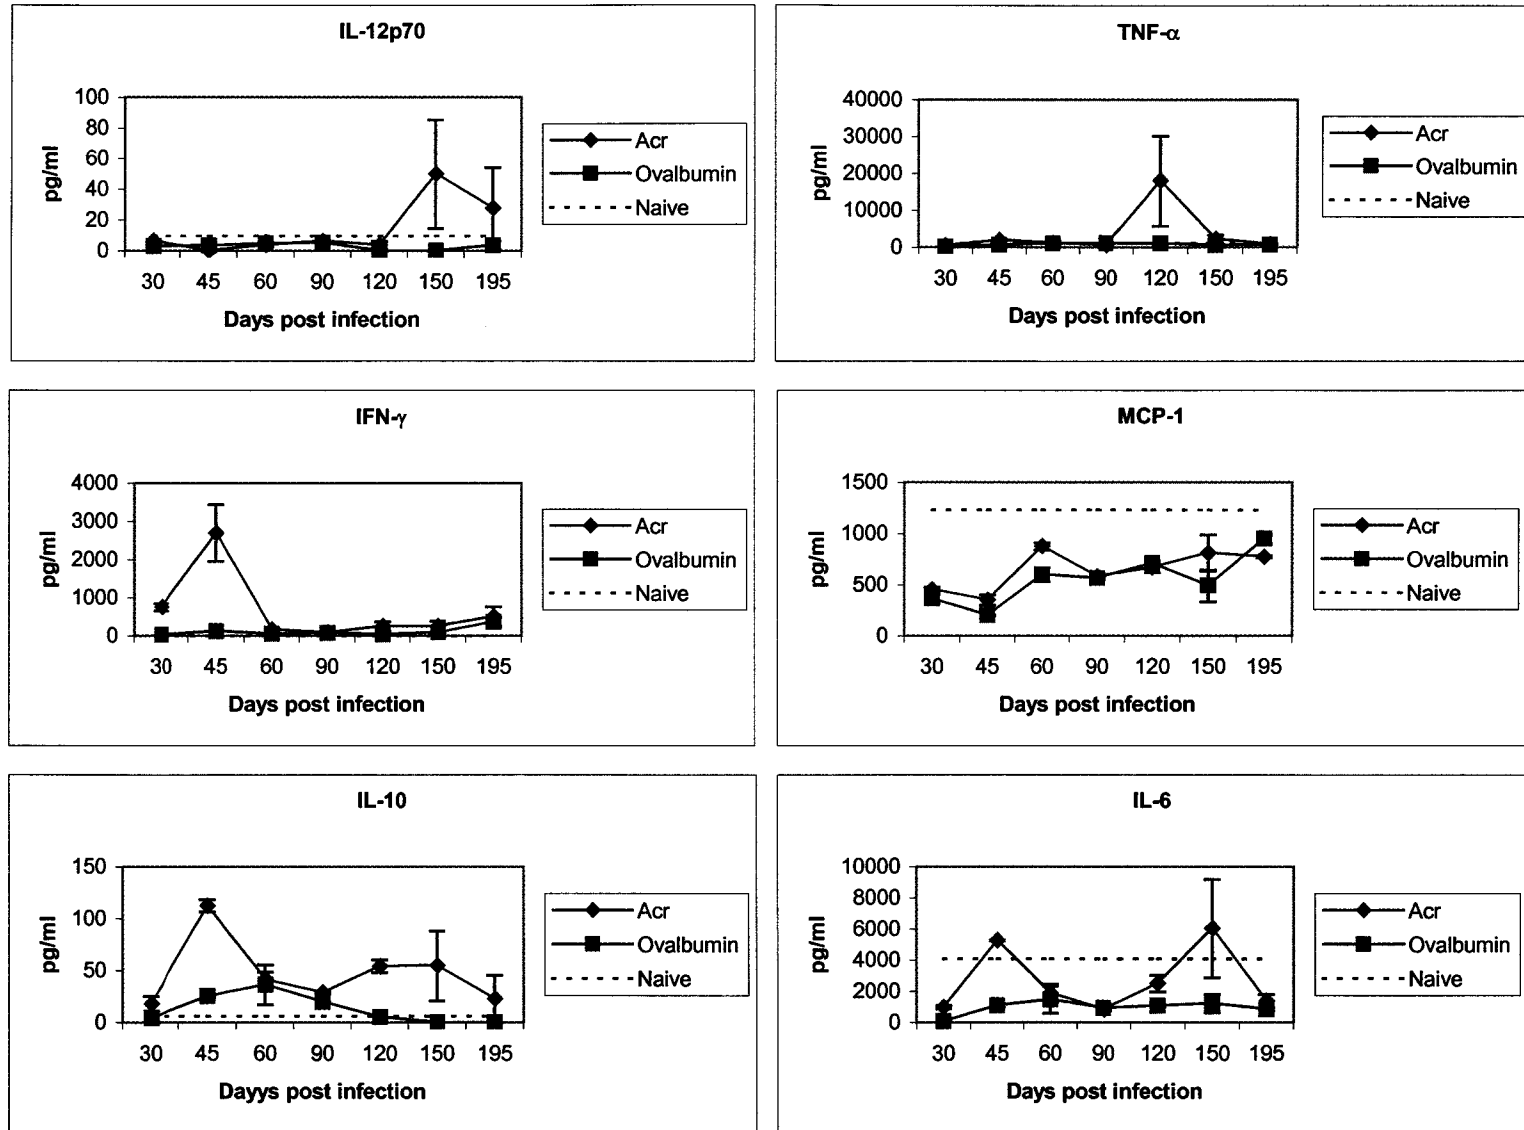 IL-12p70
100
80
60
40
20
0
pg/ml
30 45 60 90 120 150 195
Days post infection
Acr
Ovalbumin
Naive
TNF-α
40000
30000
20000
10000
0
pg/ml
30 45 60 90 120 150 195
Days post infection
Acr
Ovalbumin
Naive
IFN-γ
4000
3000
2000
1000
0
pg/ml
30 45 60 90 120 150 195
Days post infection
Acr
Ovalbumin
Naive
MCP-1
1500
1000
500
0
pg/ml
30 45 60 90 120 150 195
Days post infection
Acr
Ovalbumin
Naive
IL-10
150
100
50
0
pg/ml
30 45 60 90 120 150 195
Dayys post infection
Acr
Ovalbumin
Naive
IL-6
10000
8000
6000
4000
2000
0
pg/ml
30 45 60 90 120 150 195
Days post infection
Acr
Ovalbumin
Naive